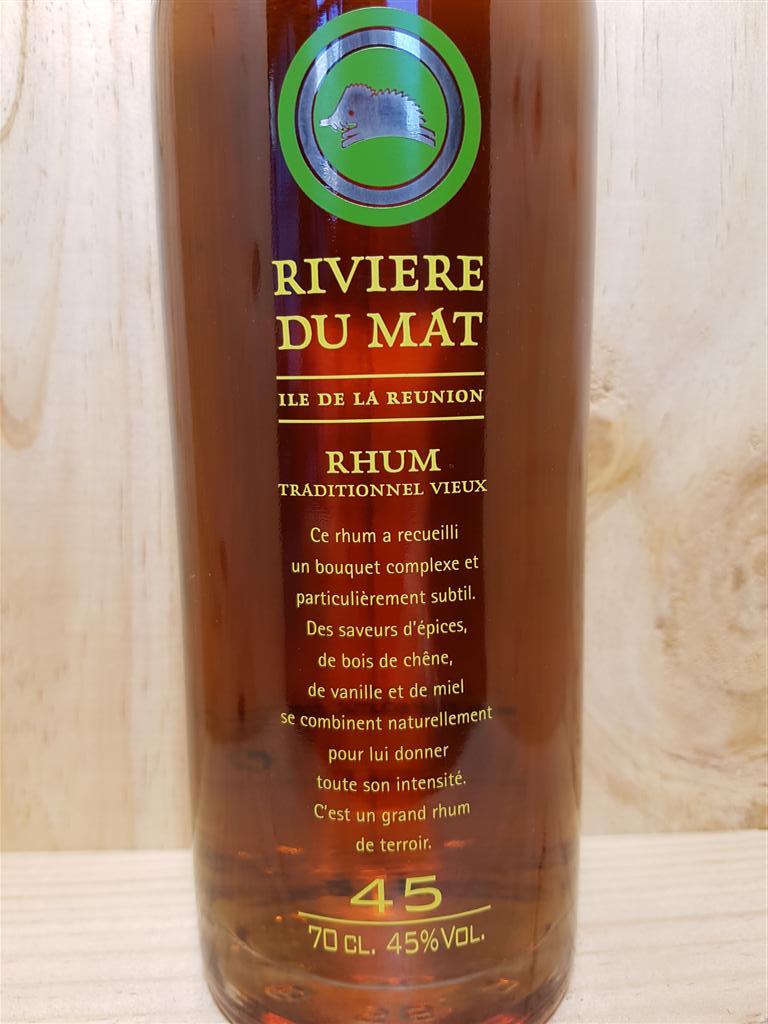 RIVIERE
DU MÁT
ILE DE LA REUNION
RHUM
TRADITIONNEL VIEUX
Ce rhum a recueilli
un bouquet complexe et
particulièrement subtil.
Des saveurs d'épices,
de bois de chêne,
de vanille et de miel
se combinent naturellement
pour lui donner
toute son intensité.
C'est un grand rhum
de terroir.
45
70 CL. 45% VOL.